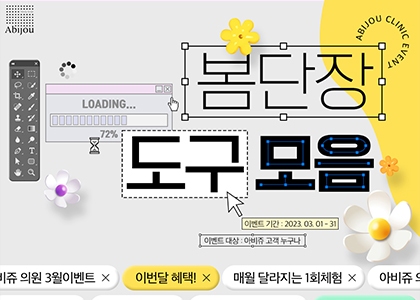 Abijou
ABIJOU CLINIC EVENT
봄단장
LOADING...
72%
도구 모음
이벤트 기간 : 2023. 03. 01 - 31
이벤트 대상 : 아비쥬 고객 누구나
비쥬 의원 3월이벤트 ×
이번달 혜택! ×
매월 달라지는 1회체험 ×
아비쥬 의